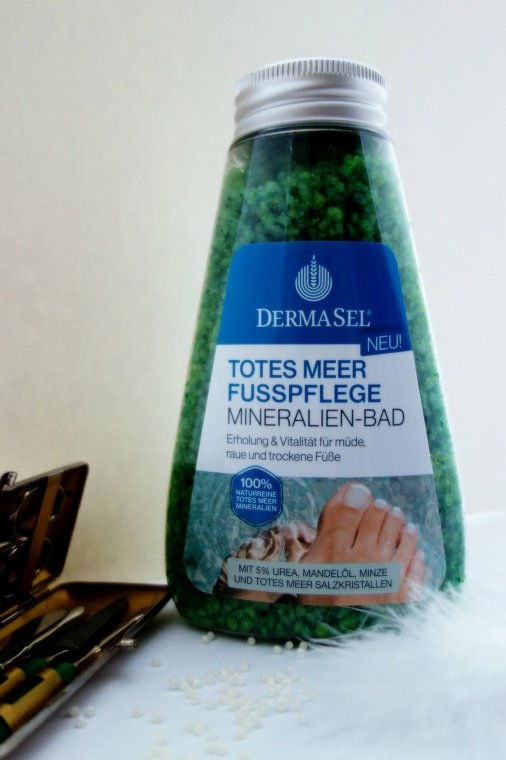 DERMASEL®
NEU!
TOTES MEER
FUSSPFLEGE
MINERALIEN-BAD
Erholung & Vitalität für müde,
raue und trockene Füße
100%
NATURREINE
TOTES MEER
MINERALIEN
MIT 5% UREA, MANDELÖL, MINZE
UND TOTES MEER SALZKRISTALLEN